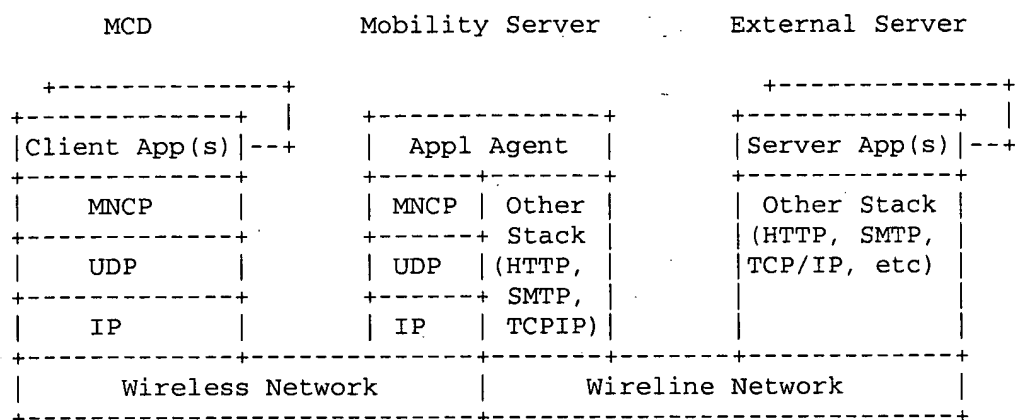 MCD Mobility Server External Server
Client App(s) Appl Agent Server App(s)
MNCP MNCP Other Other Stack
Stack (HTTP, SMTP,
UDP UDP (HTTP, TCP/IP, etc)
SMTP,
IP IP TCPIP)
Wireless Network Wireline Network